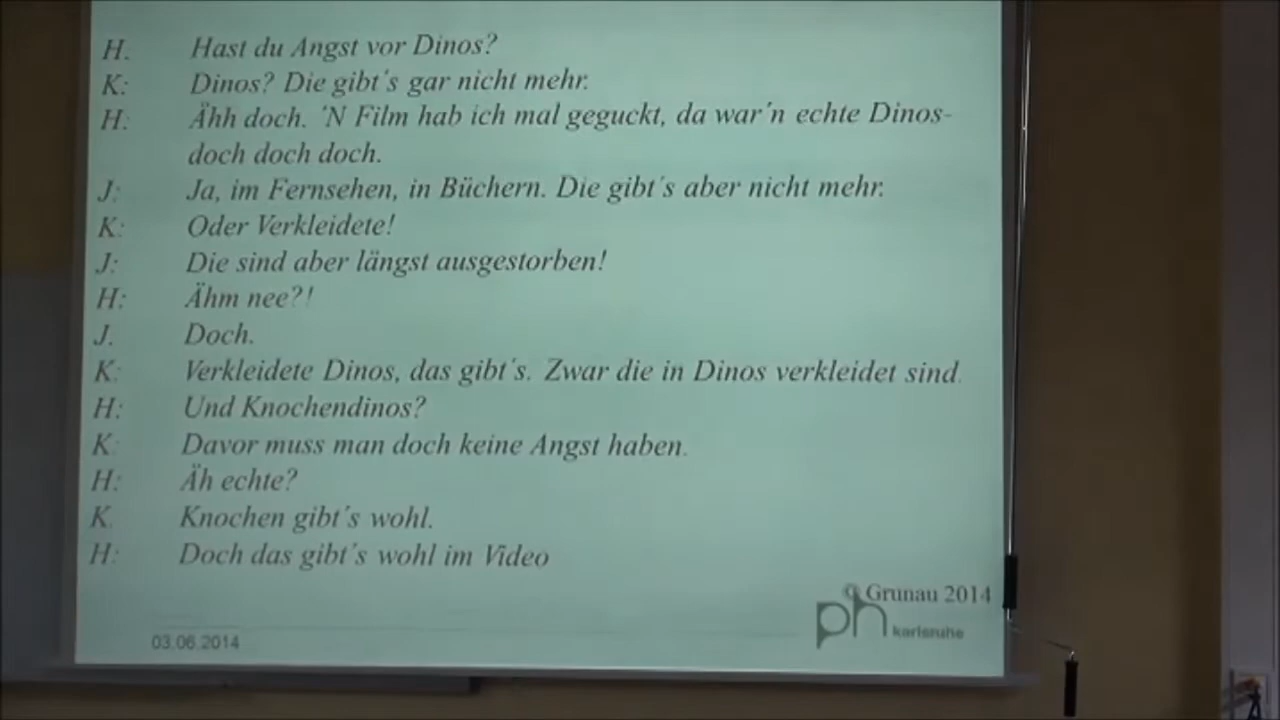 H. Hast du Angst vor Dinos?
K: Dinos? Die gibt´s gar nicht mehr.
H: Ähh doch. ´N Film hab ich mal geguckt, da war´n echte Dinos-
doch doch doch.
J: Ja, im Fernsehen, in Büchern. Die gibt´s aber nicht mehr.
K: Oder Verkleidete!
J: Die sind aber längst ausgestorben!
H: Ähm nee?!
J. Doch.
K: Verkleidete Dinos, das gibt´s. Zwar die in Dinos verkleidet sind.
H: Und Knochendinos?
K: Davor muss man doch keine Angst haben.
H: Äh echte?
K. Knochen gibt´s wohl.
H: Doch das gibt´s wohl im Video
© Grunau 2014
ph karlsruhe
03.06.2014